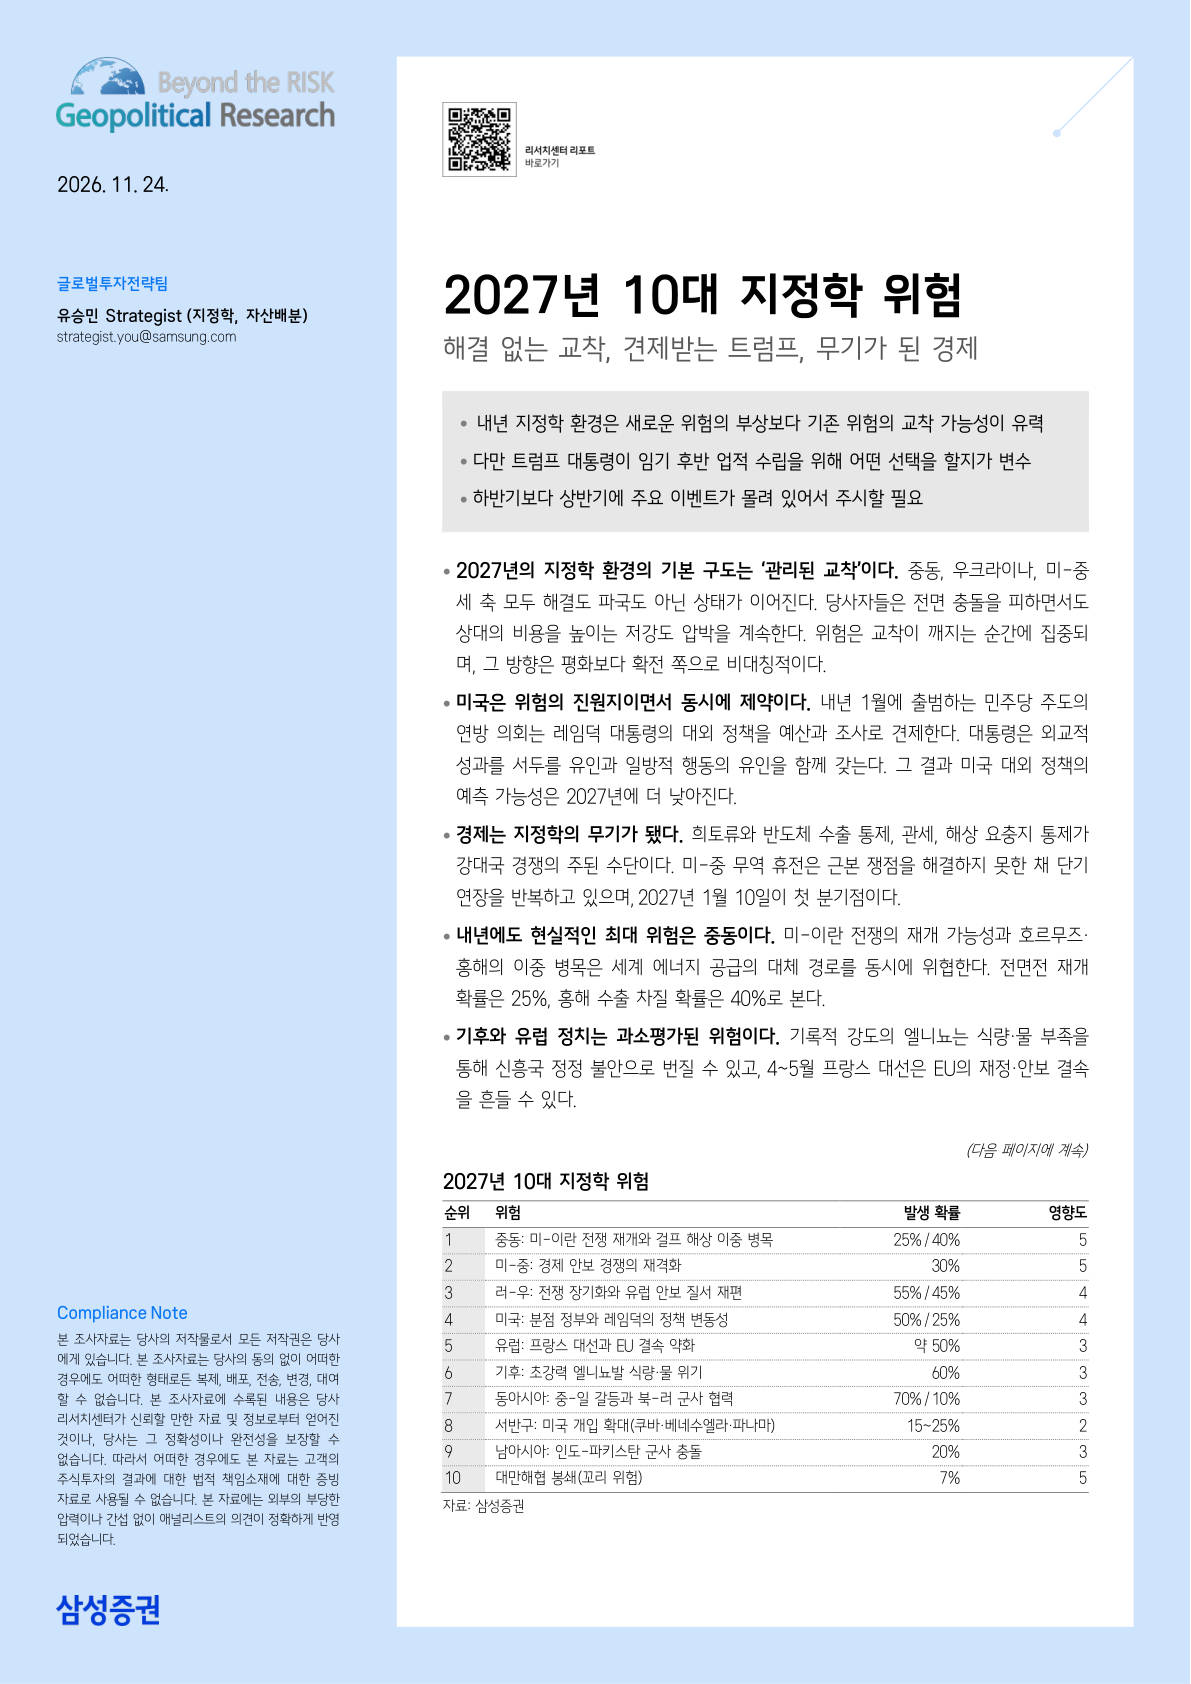 Beyond the RISK
Geopolitical Research
2026. 11. 24.
글로벌투자전략팀
유승민 Strategist (지정학, 자산배분)
strategist.you@samsung.com
리서치센터 리포트
바로가기
2027년 10대 지정학 위험
해결 없는 교착, 견제받는 트럼프, 무기가 된 경제
• 내년 지정학 환경은 새로운 위험의 부상보다 기존 위험의 교착 가능성이 유력
• 다만 트럼프 대통령이 임기 후반 업적 수립을 위해 어떤 선택을 할지가 변수
• 하반기보다 상반기에 주요 이벤트가 몰려 있어서 주시할 필요
• 2027년의 지정학 환경의 기본 구도는 ‘관리된 교착’이다. 중동, 우크라이나, 미-중
세 축 모두 해결도 파국도 아닌 상태가 이어진다. 당사자들은 전면 충돌을 피하면서도
상대의 비용을 높이는 저강도 압박을 계속한다. 위험은 교착이 깨지는 순간에 집중되
며, 그 방향은 평화보다 확전 쪽으로 비대칭적이다.
• 미국은 위험의 진원지이면서 동시에 제약이다. 내년 1월에 출범하는 민주당 주도의
연방 의회는 레임덕 대통령의 대외 정책을 예산과 조사로 견제한다. 대통령은 외교적
성과를 서두를 유인과 일방적 행동의 유인을 함께 갖는다. 그 결과 미국 대외 정책의
예측 가능성은 2027년에 더 낮아진다.
• 경제는 지정학의 무기가 됐다. 희토류와 반도체 수출 통제, 관세, 해상 요충지 통제가
강대국 경쟁의 주된 수단이다. 미-중 무역 휴전은 근본 쟁점을 해결하지 못한 채 단기
연장을 반복하고 있으며, 2027년 1월 10일이 첫 분기점이다.
• 내년에도 현실적인 최대 위험은 중동이다. 미-이란 전쟁의 재개 가능성과 호르무즈·
홍해의 이중 병목은 세계 에너지 공급의 대체 경로를 동시에 위협한다. 전면전 재개
확률은 25%, 홍해 수출 차질 확률은 40%로 본다.
• 기후와 유럽 정치는 과소평가된 위험이다. 기록적 강도의 엘니뇨는 식량·물 부족을
통해 신흥국 정정 불안으로 번질 수 있고, 4~5월 프랑스 대선은 EU의 재정·안보 결속
을 흔들 수 있다.
(다음 페이지에 계속)
2027년 10대 지정학 위험
순위 위험 발생 확률 영향도
1 중동: 미-이란 전쟁 재개와 걸프 해상 이중 병목 25% / 40% 5
2 미-중: 경제 안보 경쟁의 재격화 30% 5
3 러-우: 전쟁 장기화와 유럽 안보 질서 재편 55% / 45% 4
4 미국: 분점 정부와 레임덕의 정책 변동성 50% / 25% 4
5 유럽: 프랑스 대선과 EU 결속 약화 약 50% 3
6 기후: 초강력 엘니뇨발 식량·물 위기 60% 3
7 동아시아: 중-일 갈등과 북-러 군사 협력 70% / 10% 3
8 서반구: 미국 개입 확대(쿠바·베네수엘라·파나마) 15~25% 2
9 남아시아: 인도-파키스탄 군사 충돌 20% 3
10 대만해협 봉쇄(꼬리 위험) 7% 5
자료: 삼성증권
Compliance Note
본 조사자료는 당사의 저작물로서 모든 저작권은 당사
에게 있습니다. 본 조사자료는 당사의 동의 없이 어떠한
경우에도 어떠한 형태로든 복제, 배포, 전송, 변경, 대여
할 수 없습니다. 본 조사자료에 수록된 내용은 당사
리서치센터가 신뢰할 만한 자료 및 정보로부터 얻어진
것이나, 당사는 그 정확성이나 완전성을 보장할 수
없습니다. 따라서 어떠한 경우에도 본 자료는 고객의
주식투자의 결과에 대한 법적 책임소재에 대한 증빙
자료로 사용될 수 없습니다. 본 자료에는 외부의 부당한
압력이나 간섭 없이 애널리스트의 의견이 정확하게 반영
되었습니다.
삼성증권